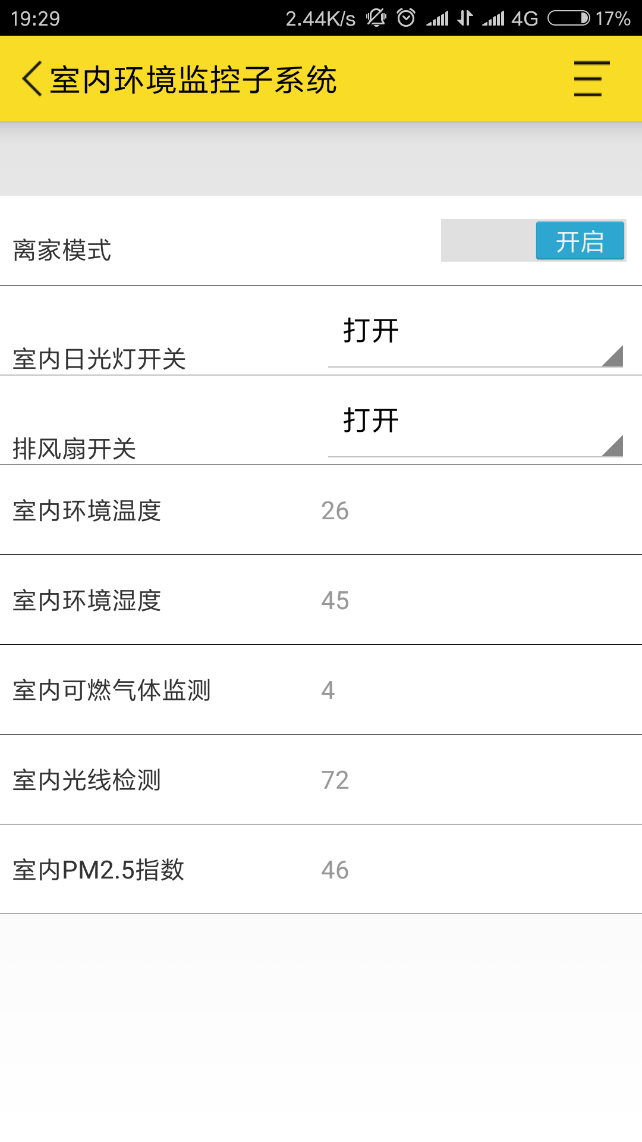 19:29 2.44K/s 4G 17%
室内环境监控子系统
离家模式 开启
打开
室内日光灯开关
打开
排风扇开关
室内环境温度 26
室内环境湿度 45
室内可燃气体监测 4
室内光线检测 72
室内PM2.5指数 46